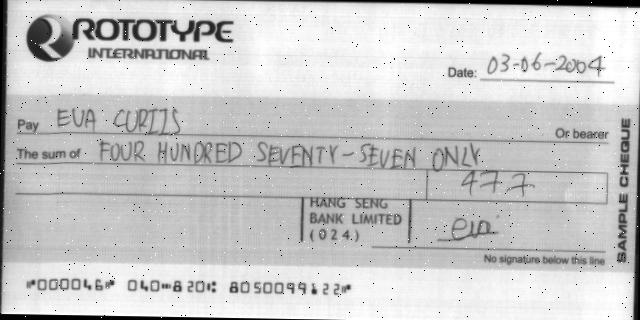 ROTOTYPE
INTERNATIONAL
Date: 03-06-2004
Pay EVA CURTIS
Or bearer
The sum of FOUR HUNDRED SEVENTY-SEVEN ONLY
477
HANG SENG
BANK LIMITED
(024)
eva
No signature below this line
SAMPLE CHEQUE
"000046" 040"820: 8050099122"